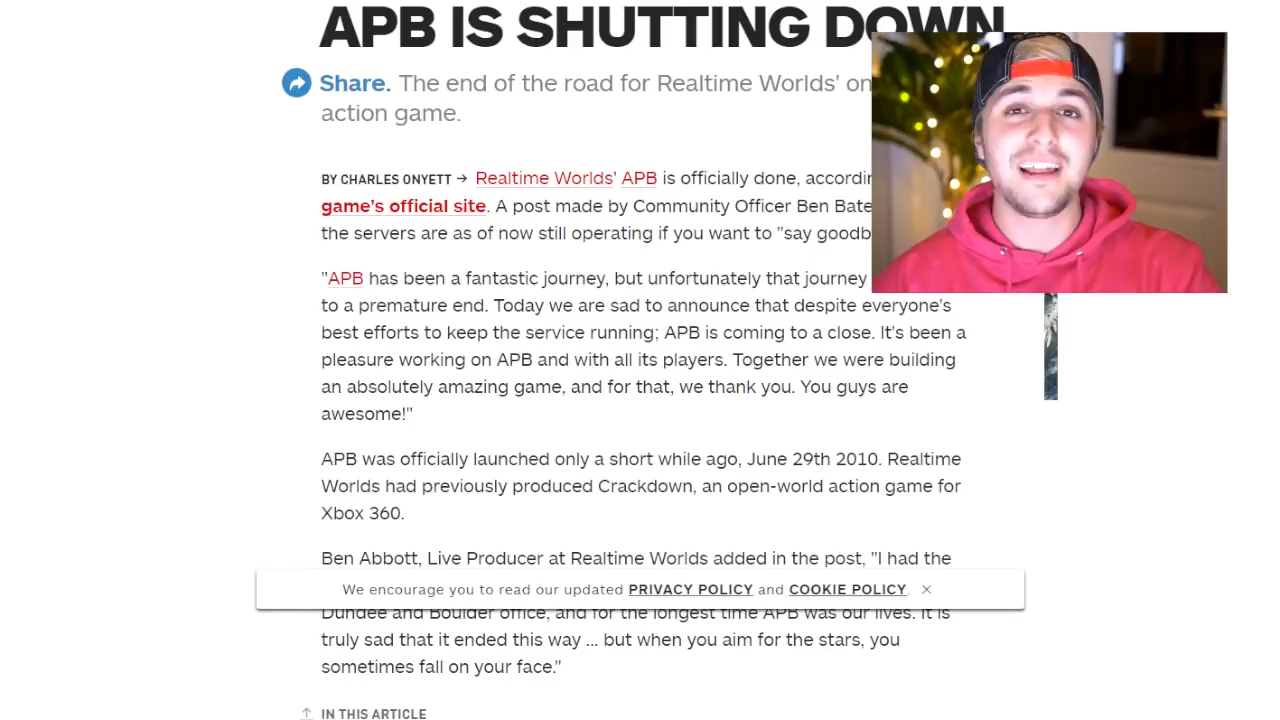 APB IS SHUTTING DOWN
Share. The end of the road for Realtime Worlds' on
action game.
BY CHARLES ONYETT → Realtime Worlds' APB is officially done,
game's official site. A post made by Community Officer Ben Bate
the servers are as of now still operating if you want to "say
"APB has been a fantastic journey, but unfortunately that journey
to a premature end. Today we are sad to announce that despite everyone's
best efforts to keep the service running; APB is coming to a close. It's been a
pleasure working on APB and with all its players. Together we were building
an absolutely amazing game, and for that, we thank you. You guys are
awesome!"
APB was officially launched only a short while ago, June 29th 2010. Realtime
Worlds had previously produced Crackdown, an open-world action game for
Xbox 360.
Ben Abbott, Live Producer at Realtime Worlds added in the post, "I had the
We encourage you to read our updated PRIVACY POLICY and COOKIE POLICY. ×
Dundee and Boulder office, and for the longest time APB was our lives. It is
truly sad that it ended this way ... but when you aim for the stars, you
sometimes fall on your face."
IN THIS ARTICLE